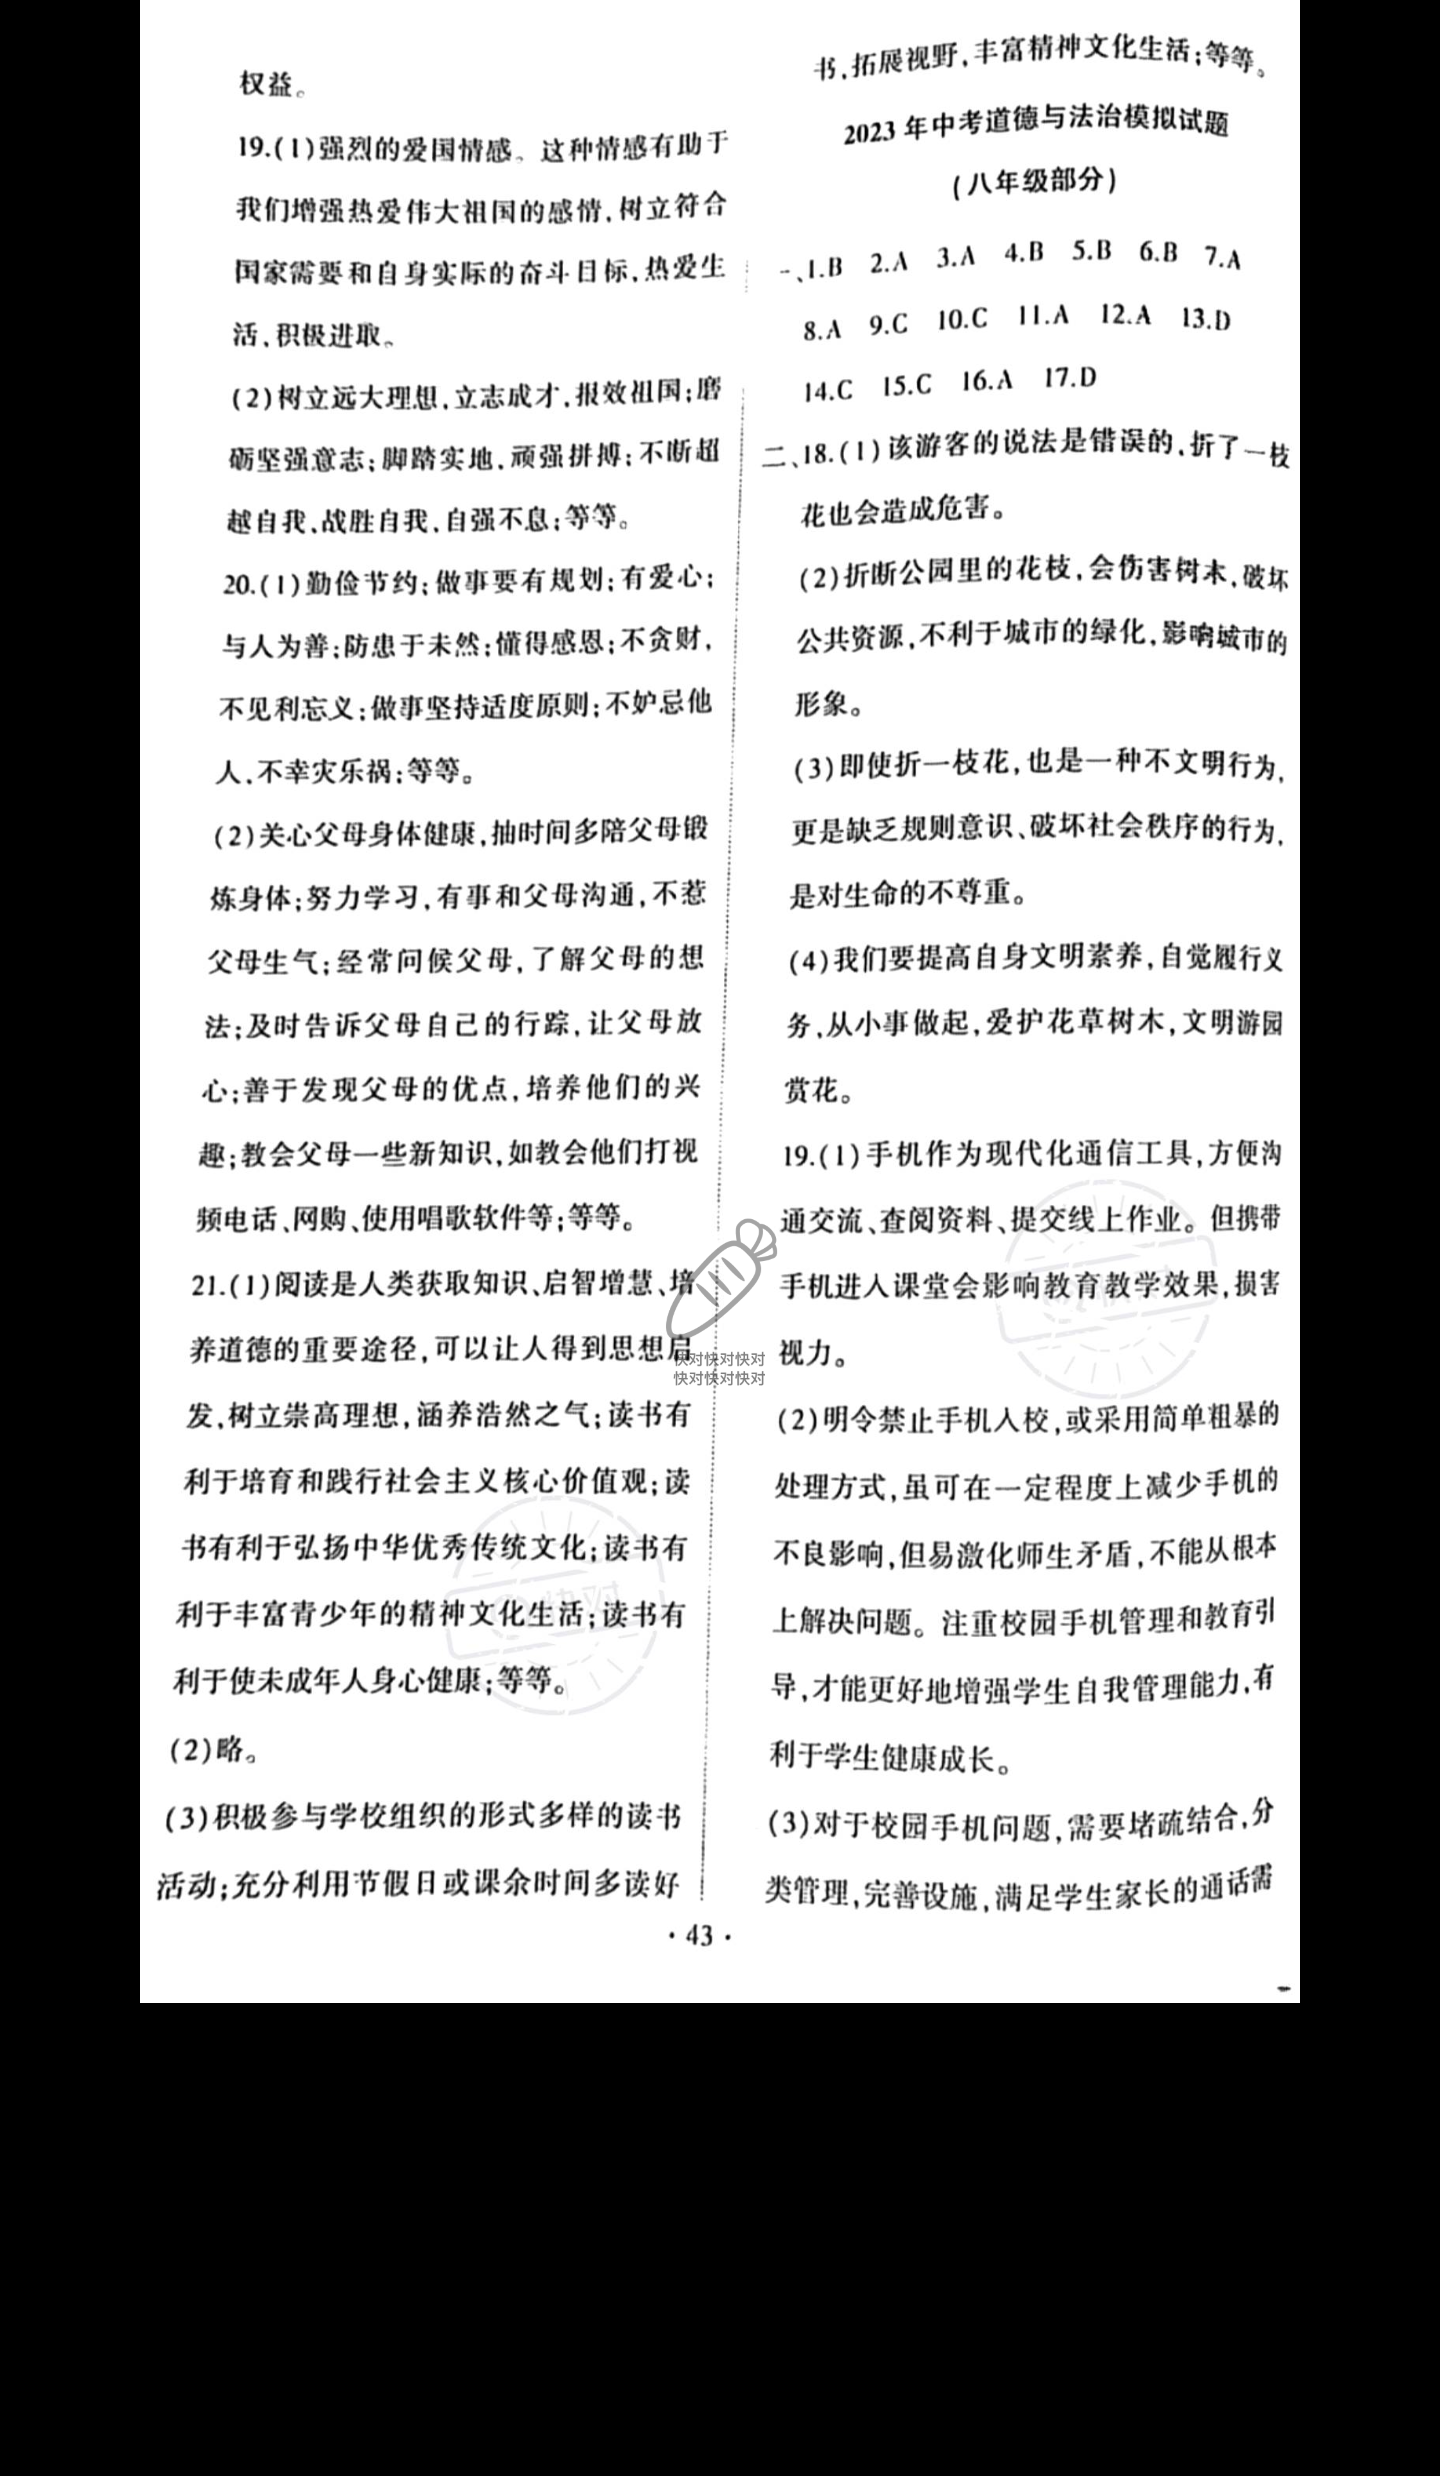 权益。
19.(1)强烈的爱国情感。这种情感有助于
我们增强热爱伟大祖国的感情,树立符合
国家需要和自身实际的奋斗目标,热爱生
活,积极进取。
(2)树立远大理想,立志成才,报效祖国;磨
砺坚强意志;脚踏实地,顽强拼搏;不断超
越自我、战胜自我,自强不息;等等。
20.(1)勤俭节约;做事要有规划;有爱心;
与人为善;防患于未然;懂得感恩;不贪财,
不见利忘义;做事坚持适度原则;不妒忌他
人,不幸灾乐祸;等等。
(2)关心父母身体健康,抽时间多陪父母锻
炼身体;努力学习,有事和父母沟通,不惹
父母生气;经常问候父母,了解父母的想
法;及时告诉父母自己的行踪,让父母放
心;善于发现父母的优点,培养他们的兴
趣;教会父母一些新知识,如教会他们打视
频电话、网购、使用唱歌软件等;等等。
21.(1)阅读是人类获取知识、启智增慧、培
养道德的重要途径,可以让人得到思想启
发,树立崇高理想,涵养浩然之气;读书有
利于培育和践行社会主义核心价值观;读
书有利于弘扬中华优秀传统文化;读书有
利于丰富青少年的精神文化生活;读书有
利于使未成年人身心健康;等等。
(2)略。
(3)积极参与学校组织的形式多样的读书
活动;充分利用节假日或课余时间多读好
书,拓展视野,丰富精神文化生活;等等。
2023年中考道德与法治模拟试题
(八年级部分)
一、1.B 2.A 3.A 4.B 5.B 6.B 7.A
8.A 9.C 10.C 11.A 12.A 13.D
14.C 15.C 16.A 17.D
二、18.(1)该游客的说法是错误的,折了一枝
花也会造成危害。
(2)折断公园里的花枝,会伤害树木,破坏
公共资源,不利于城市的绿化,影响城市的
形象。
(3)即使折一枝花,也是一种不文明行为,
更是缺乏规则意识、破坏社会秩序的行为,
是对生命的不尊重。
(4)我们要提高自身文明素养,自觉履行义
务,从小事做起,爱护花草树木,文明游园
赏花。
19.(1)手机作为现代化通信工具,方便沟
通交流、查阅资料、提交线上作业。但携带
手机进入课堂会影响教育教学效果,损害
视力。
(2)明令禁止手机入校,或采用简单粗暴的
处理方式,虽可在一定程度上减少手机的
不良影响,但易激化师生矛盾,不能从根本
上解决问题。注重校园手机管理和教育引
导,才能更好地增强学生自我管理能力,有
利于学生健康成长。
(3)对于校园手机问题,需要堵疏结合,分
类管理,完善设施,满足学生家长的通话需
·43·
快对快对快对
快对快对快对
快对